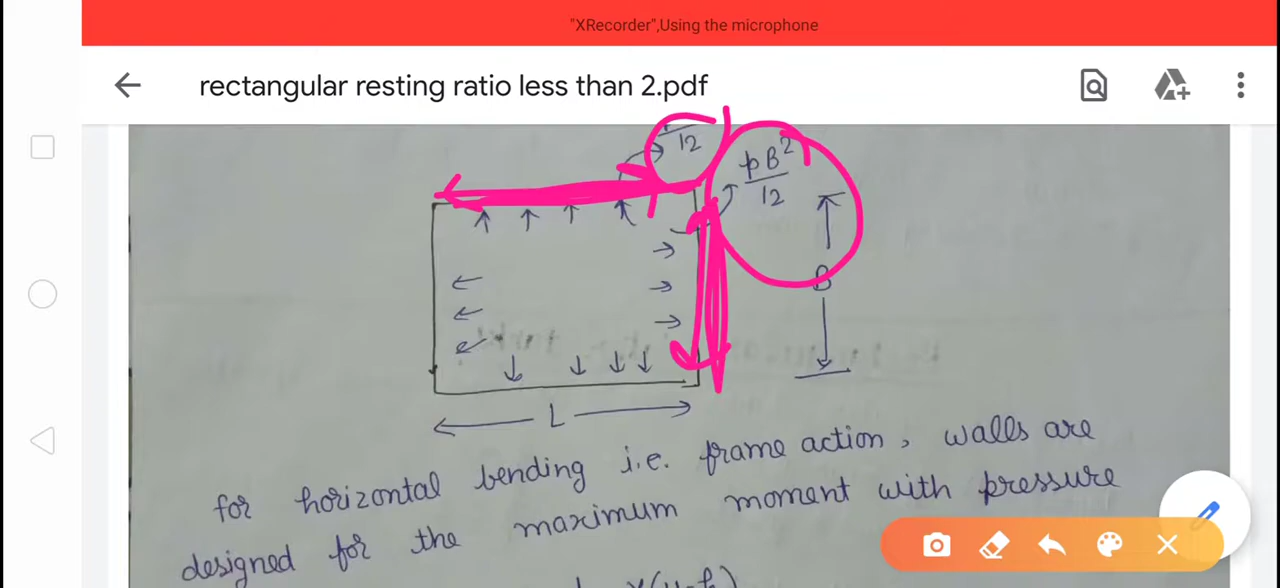 "XRecorder",Using the microphone
rectangular resting ratio less than 2.pdf
12
pB²
12
B
L
for horizontal bending i.e. frame action, walls are
designed for the maximum moment with pressure